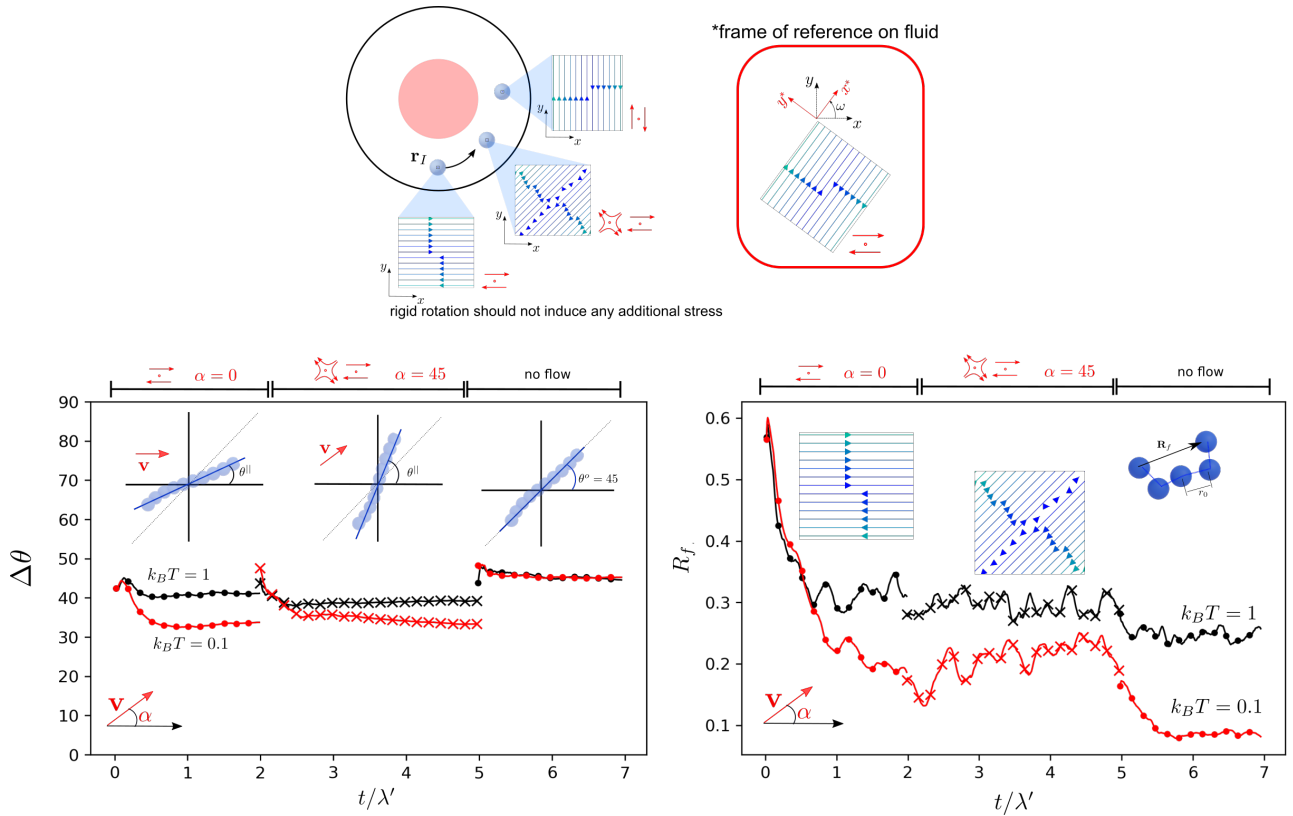 *frame of reference on fluid
y
x
y
x* 
y*
ω
x
r_I
y
x
y
x
rigid rotation should not induce any additional stress
α = 0
α = 45
no flow
90
80
70
60
50
40
30
20
10
0
Δθ
v
θ^||
v
θ^||
θ^o = 45
k_BT = 1
k_BT = 0.1
v
α
0
1
2
3
4
5
6
7
t/λ′
α = 0
α = 45
no flow
0.6
0.5
0.4
0.3
0.2
0.1
R_f
R_f
r_0
k_BT = 1
k_BT = 0.1
v
α
0
1
2
3
4
5
6
7
t/λ′